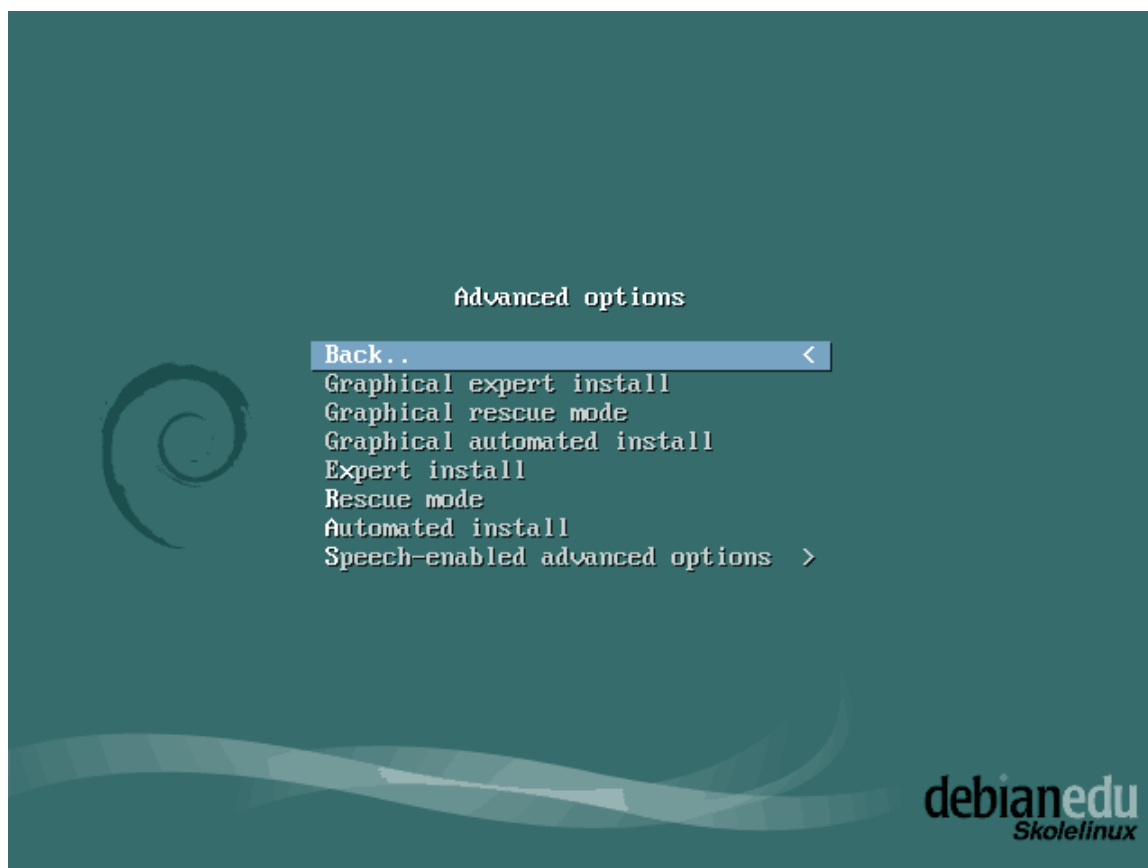 Advanced options
Back.. <
Graphical expert install
Graphical rescue mode
Graphical automated install
Expert install
Rescue mode
Automated install
Speech-enabled advanced options >
debianedu
Skolelinux